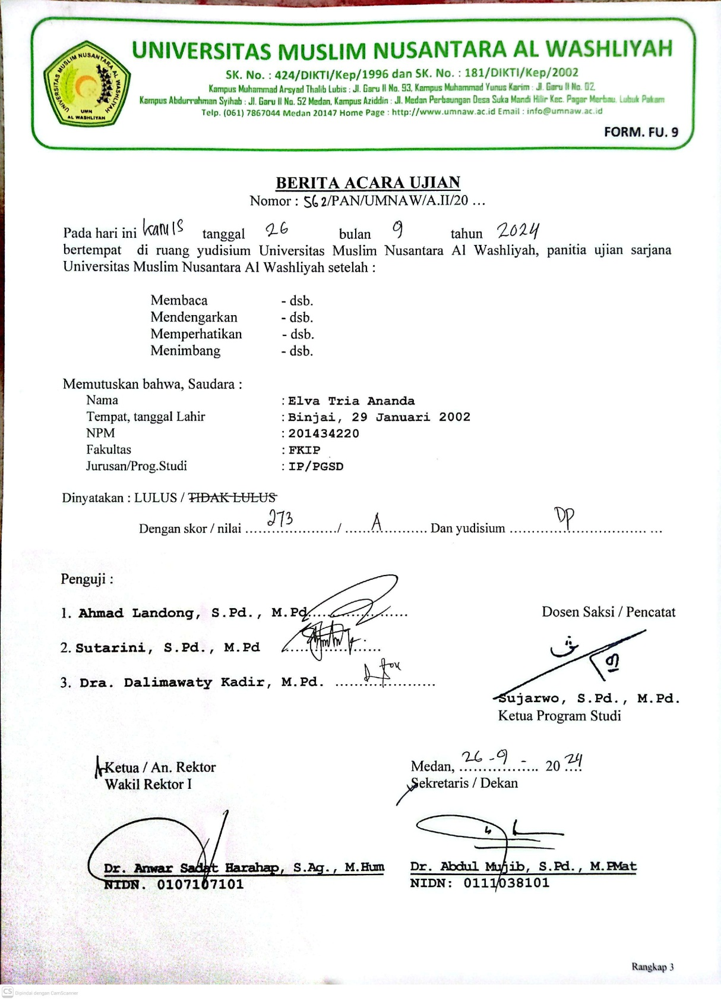 UNIVERSITAS MUSLIM NUSANTARA AL WASHLIYAH
UMN
AL WASHLIYAH
UNIVERSITAS MUSLIM NUSANTARA AL WASHLIYAH
SK. No. : 424/DIKTI/Kep/1996 dan SK. No. : 181/DIKTI/Kep/2002
Kampus Muhammad Arsyad Thalib Lubis : Jl. Garu II No. 93, Kampus Muhammad Yunus Karim : Jl. Garu II No. 02,
Kampus Abdurrahman Syihab : Jl. Garu II No. 52 Medan, Kampus Aziddin : Jl. Medan Perbaungan Desa Suka Mandi Hilir Kec. Pagar Merbau, Lubuk Pakam
Telp. (061) 7867044 Medan 20147 Home Page : http://www.umnaw.ac.id Email : info@umnaw.ac.id
FORM. FU. 9
BERITA ACARA UJIAN
Nomor : 562/PAN/UMNAW/A.II/20 ...
Pada hari ini kamis tanggal 26 bulan 9 tahun 2024
bertempat di ruang yudisium Universitas Muslim Nusantara Al Washliyah, panitia ujian sarjana
Universitas Muslim Nusantara Al Washliyah setelah :
Membaca - dsb.
Mendengarkan - dsb.
Memperhatikan - dsb.
Menimbang - dsb.
Memutuskan bahwa, Saudara :
Nama : Elva Tria Ananda
Tempat, tanggal Lahir : Binjai, 29 Januari 2002
NPM : 201434220
Fakultas : FKIP
Jurusan/Prog.Studi : IP/PGSD
Dinyatakan : LULUS / TIDAK LULUS
Dengan skor / nilai 273 / A Dan yudisium DP
Penguji :
1. Ahmad Landong, S.Pd., M.Pd
Dosen Saksi / Pencatat
2. Sutarini, S.Pd., M.Pd
3. Dra. Dalimawaty Kadir, M.Pd.
Sujarwo, S.Pd., M.Pd.
Ketua Program Studi
Ketua / An. Rektor
Wakil Rektor I
Medan, 26 - 9 - 2024
Sekretaris / Dekan
Dr. Anwar Sadat Harahap, S.Ag., M.Hum
NIDN. 0107107101
Dr. Abdul Mujib, S.Pd., M.PMat
NIDN: 0111038101
Rangkap 3
CS Dipindai dengan CamScanner